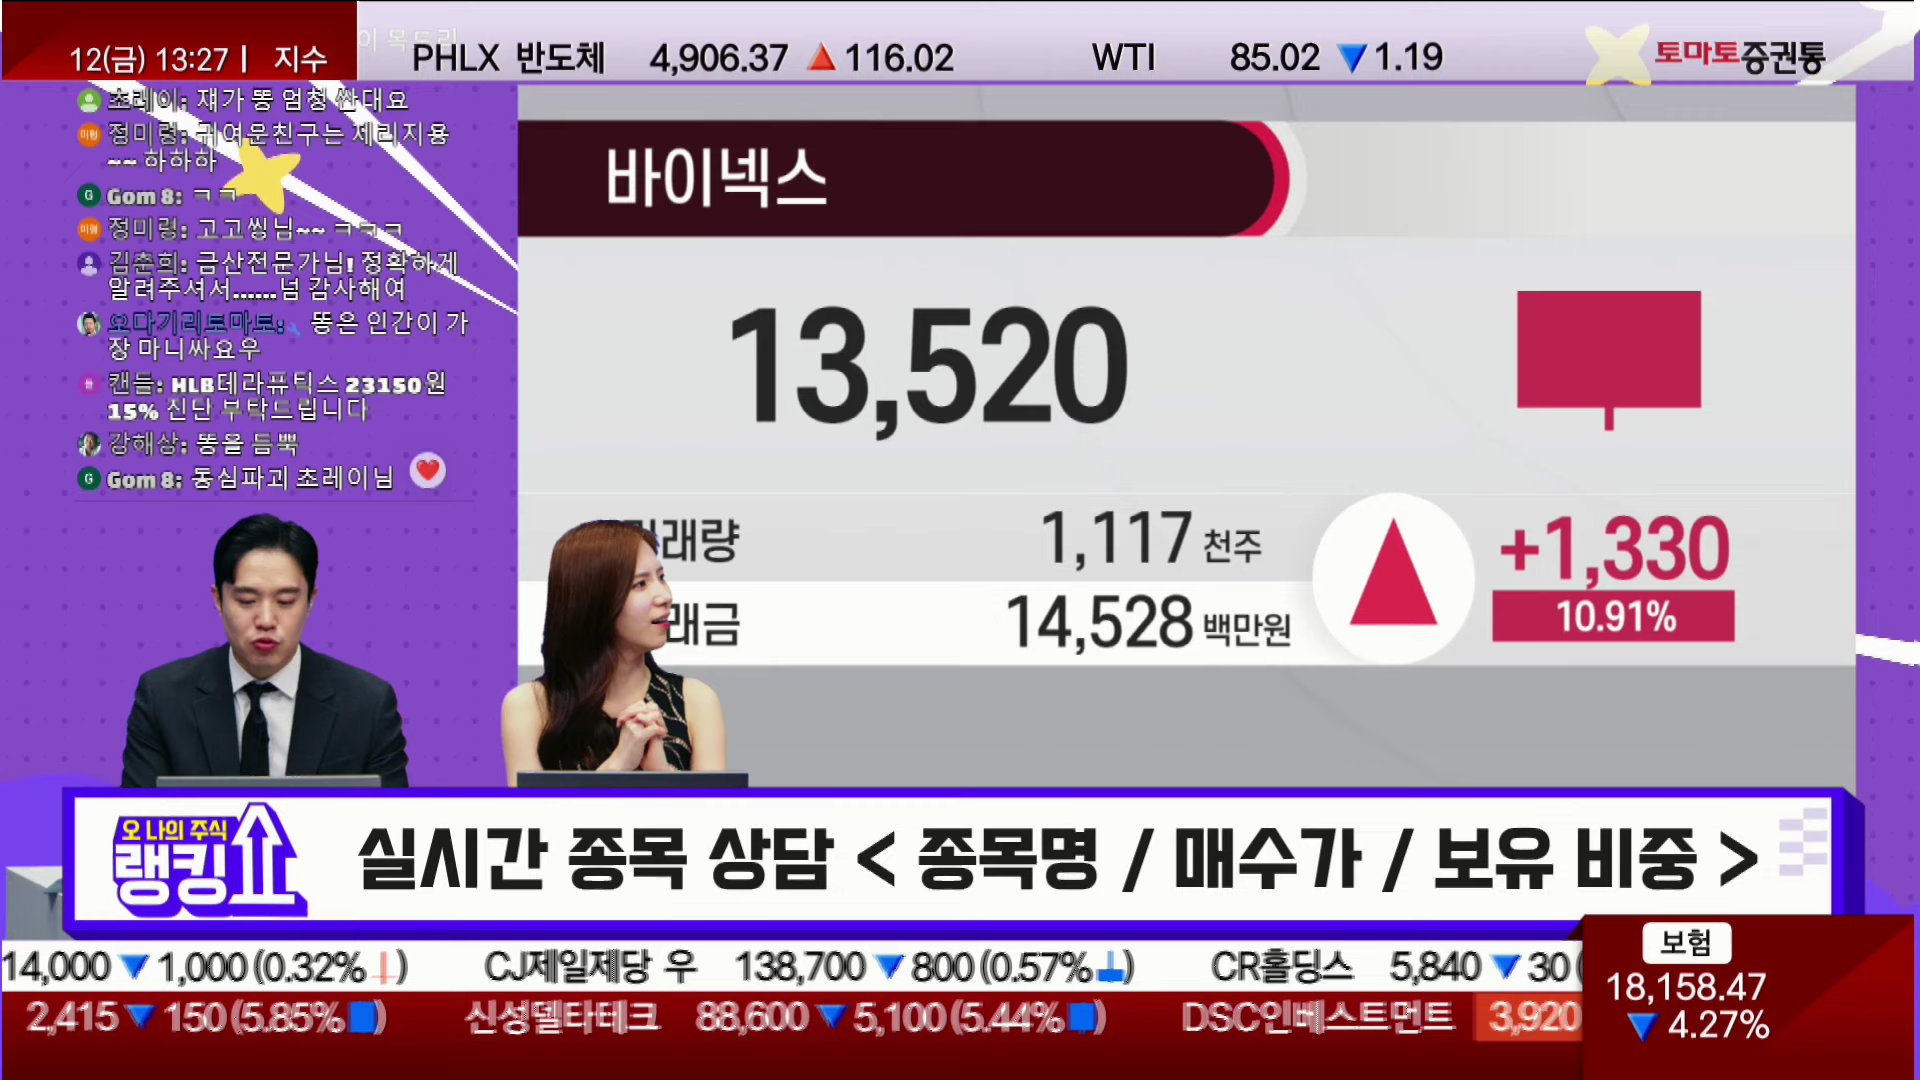 12(금) 13:27 | 지수
PHLX 반도체 4,906.37 ▲ 116.02 WTI 85.02 ▼ 1.19
토마토증권통
초레이: 쟤가 똥 엄청 싼대요
정미령: 귀여운친구는 제리지용
~~ 하하하
Gom 8: ㅋㅋ
정미령: 고고씽님~~ ㅋㅋㅋ
김춘희: 금산전문가님! 정확하게
알려주셔서......넘 감사해여
오다기리토마토: 똥은 인간이 가
장 마니싸요우
캔들: HLB테라퓨틱스 23150원
15% 진단 부탁드립니다
강해상: 똥을 듬뿍
Gom 8: 동심파괴 초레이님
바이넥스
13,520
래량 1,117 천주
래금 14,528 백만원
+1,330
10.91%
오 나의 주식
랭킹쇼
실시간 종목 상담 < 종목명 / 매수가 / 보유 비중 >
14,000 ▼ 1,000(0.32%) CJ제일제당 우 138,700 ▼ 800(0.57%) CR홀딩스 5,840 ▼ 30(
2,415 ▼ 150(5.85%) 신성델타테크 88,600 ▼ 5,100(5.44%) DSC인베스트먼트 3,920
보험
18,158.47
▼ 4.27%